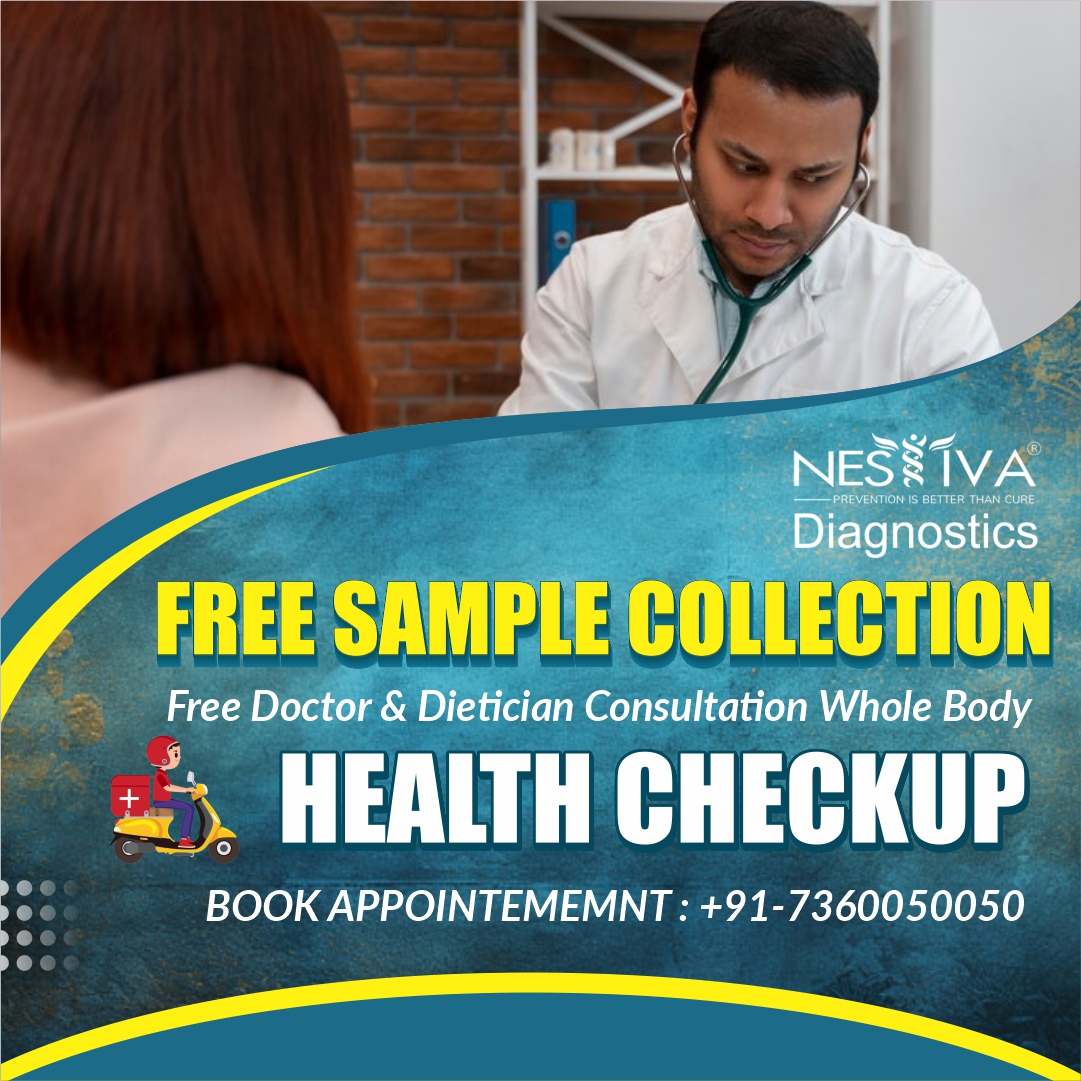 NESTIVA®
PREVENTION IS BETTER THAN CURE
Diagnostics
FREE SAMPLE COLLECTION
Free Doctor & Dietician Consultation Whole Body
HEALTH CHECKUP
BOOK APPOINTEMEMNT : +91-7360050050